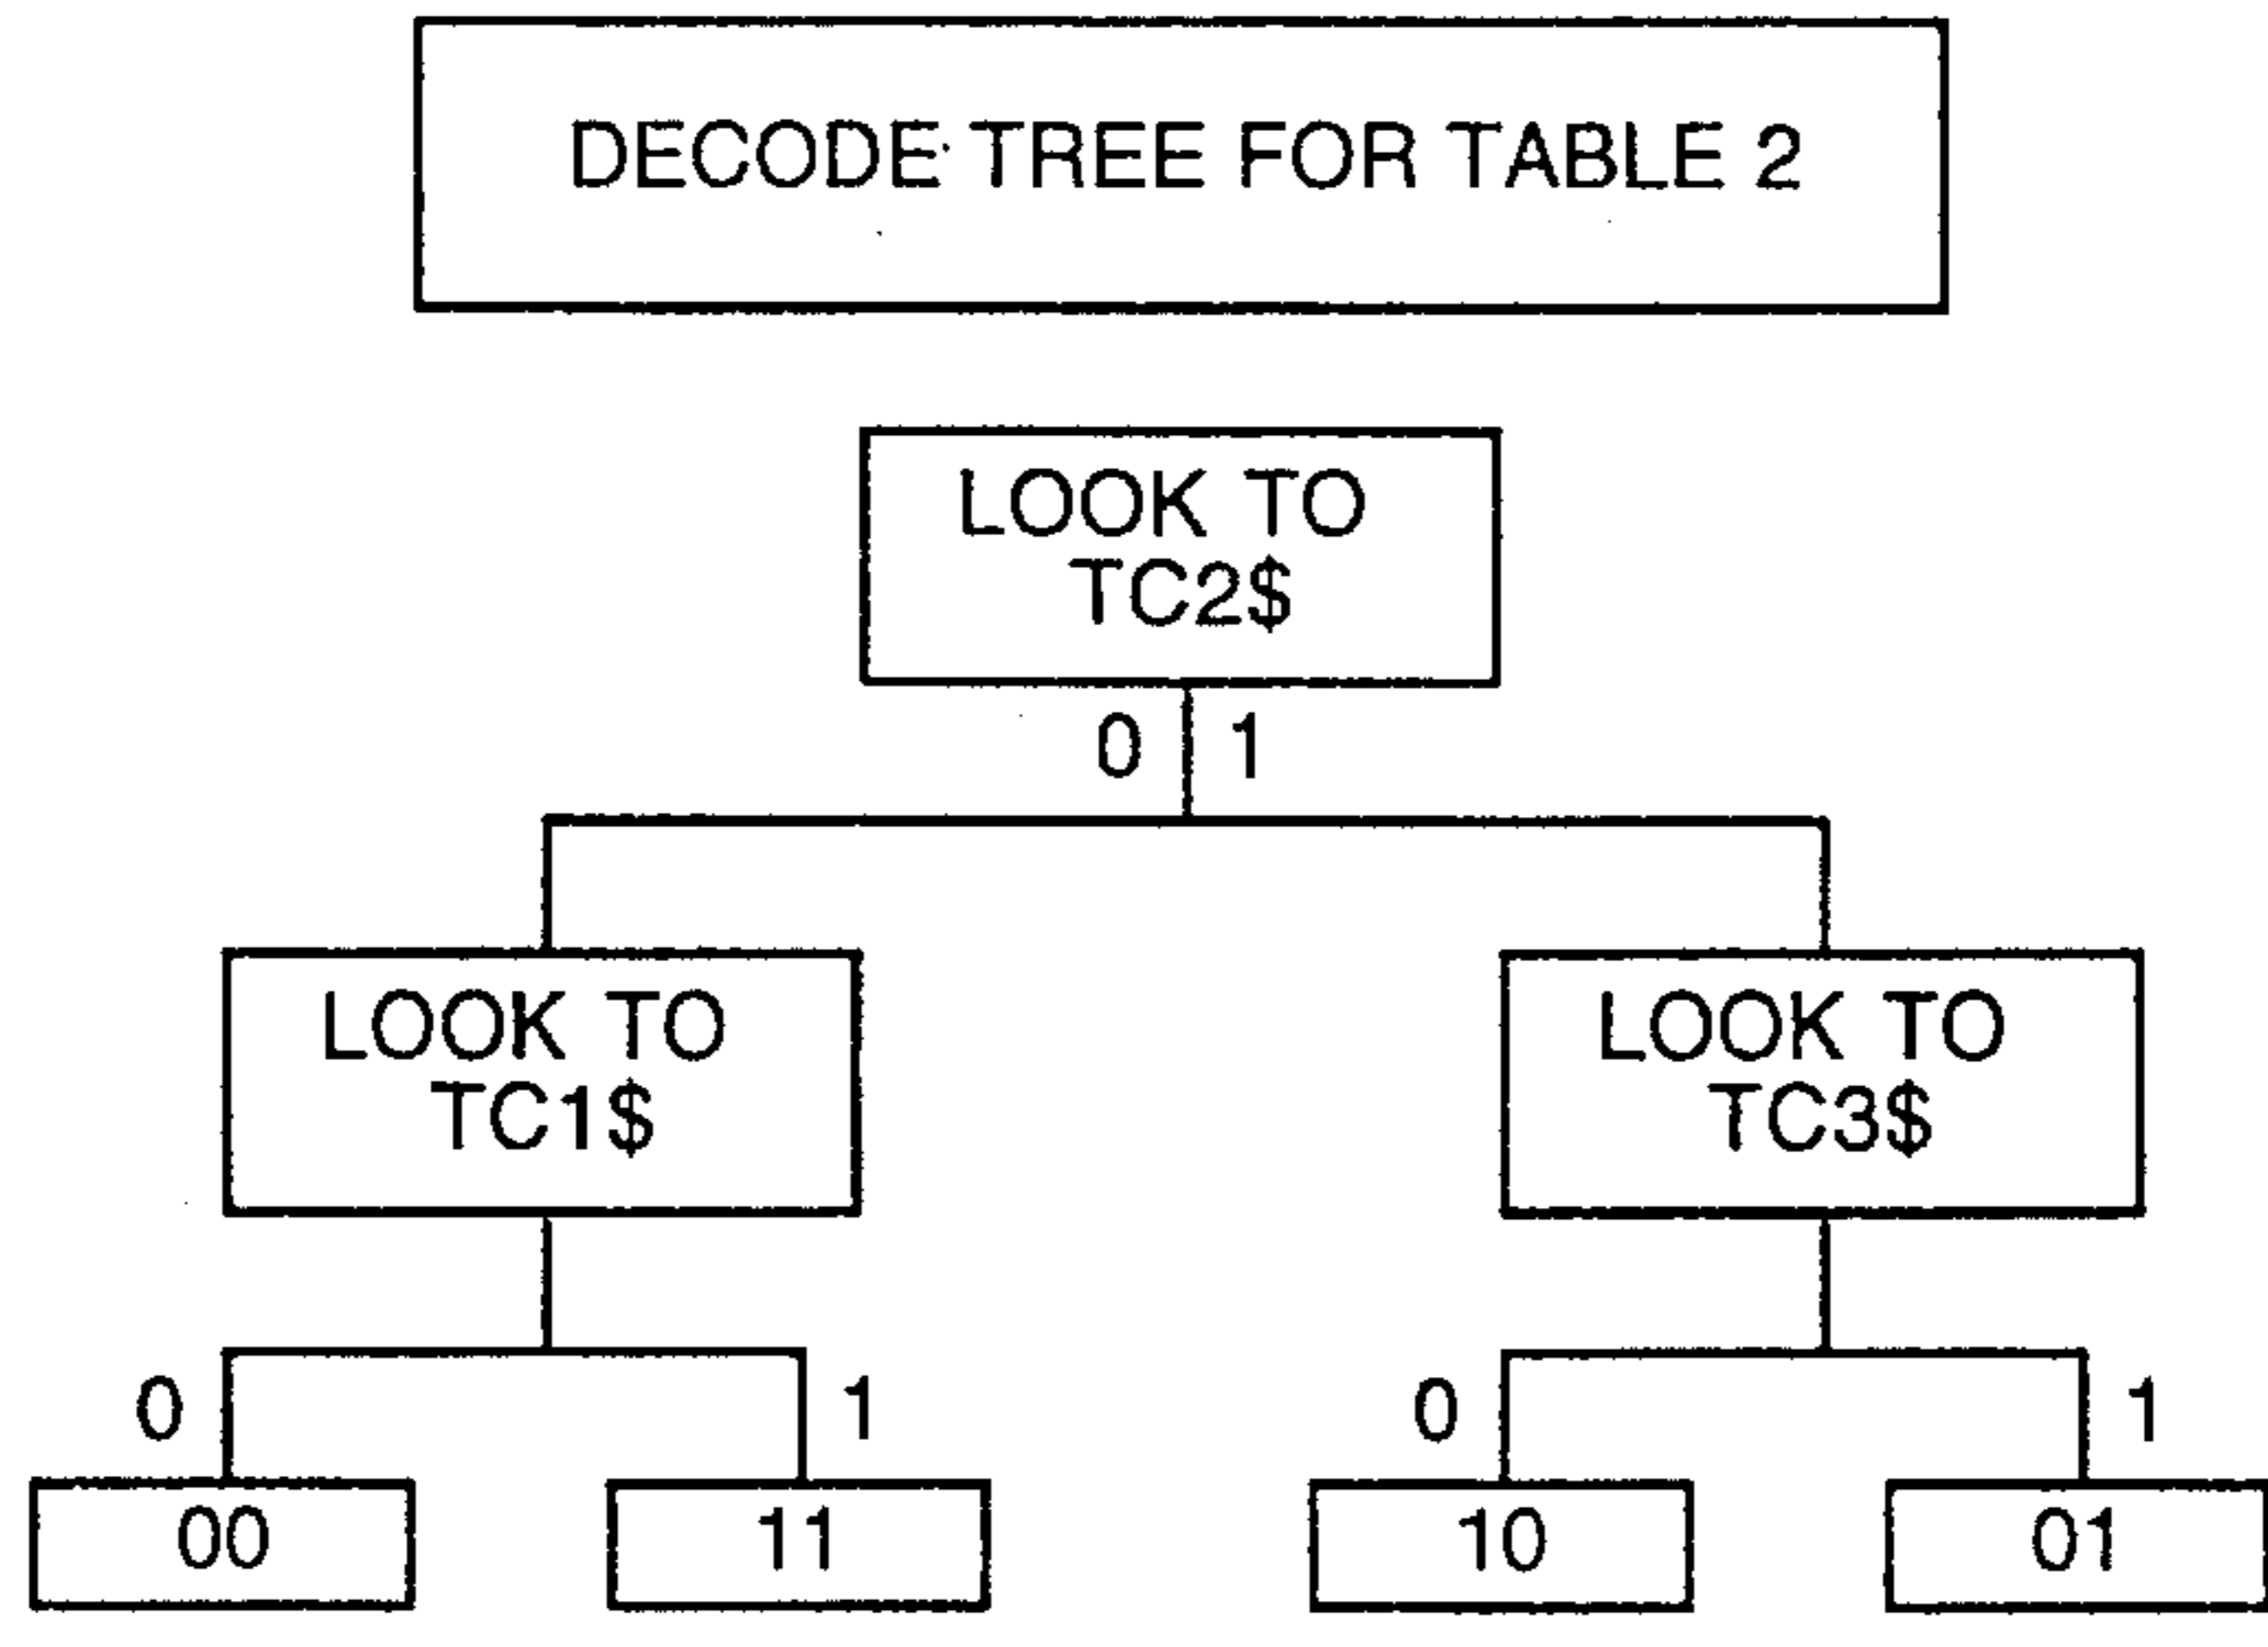 DECODE TREE FOR TABLE 2
LOOK TO
TC2$
0 1
LOOK TO
TC1$
LOOK TO
TC3$
0 1 0 1
00 11 10 01